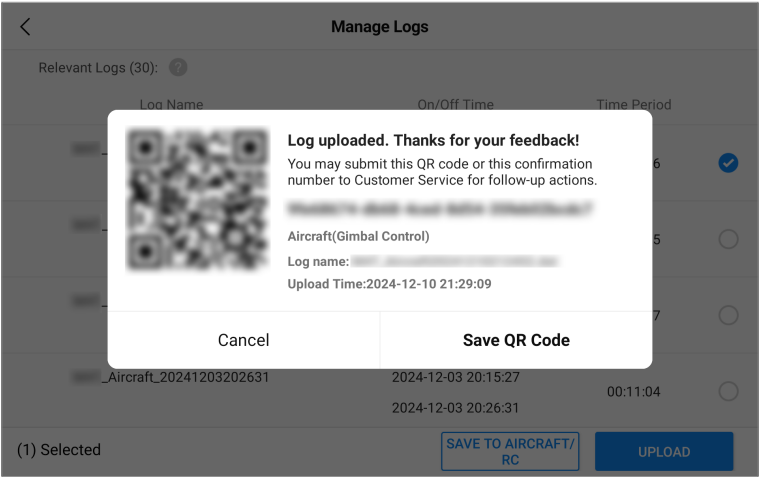 Manage Logs
Relevant Logs (30): ?
Log Name On/Off Time Time Period
Log uploaded. Thanks for your feedback!
You may submit this QR code or this confirmation
number to Customer Service for follow-up actions.
Aircraft(Gimbal Control)
Log name:
Upload Time:2024-12-10 21:29:09
6
5
7
Cancel Save QR Code
_Aircraft_20241203202631
2024-12-03 20:15:27
2024-12-03 20:26:31
00:11:04
(1) Selected
SAVE TO AIRCRAFT/
RC
UPLOAD